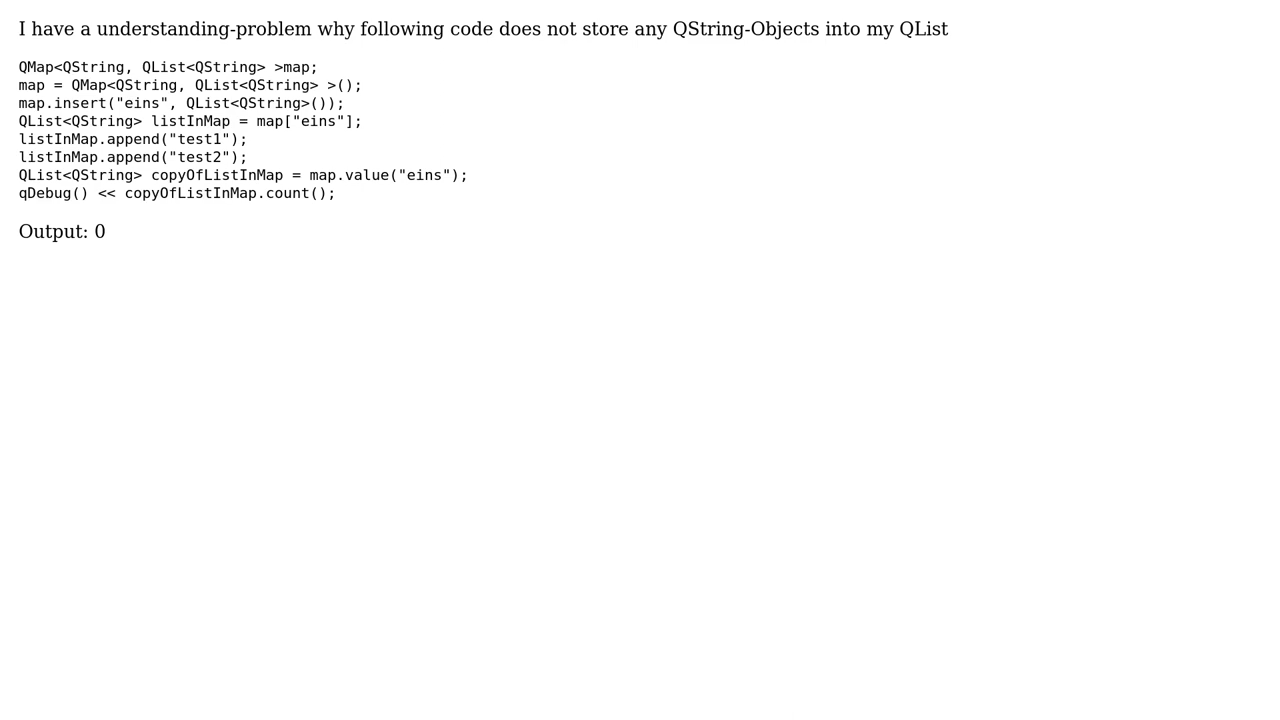 I have a understanding-problem why following code does not store any QString-Objects into my QList
QMap<QString, QList<QString> >map;
map = QMap<QString, QList<QString> >();
map.insert("eins", QList<QString>());
QList<QString> listInMap = map["eins"];
listInMap.append("test1");
listInMap.append("test2");
QList<QString> copyOfListInMap = map.value("eins");
qDebug() << copyOfListInMap.count();
Output: 0